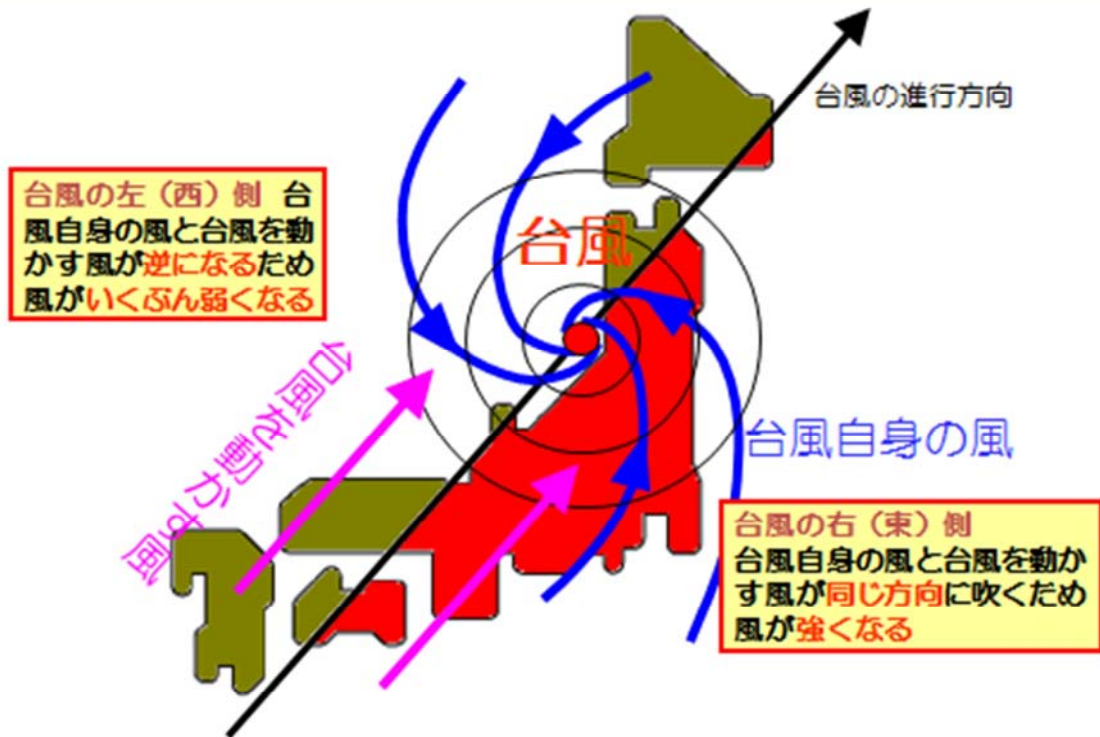 台風の進行方向
台風の左（西）側 台
風自身の風と台風を動
かす風が逆になるため
風がいくぶん弱くなる
台風
台風を動かす風
台風自身の風
台風の右（東）側
台風自身の風と台風を動か
す風が同じ方向に吹くため
風が強くなる